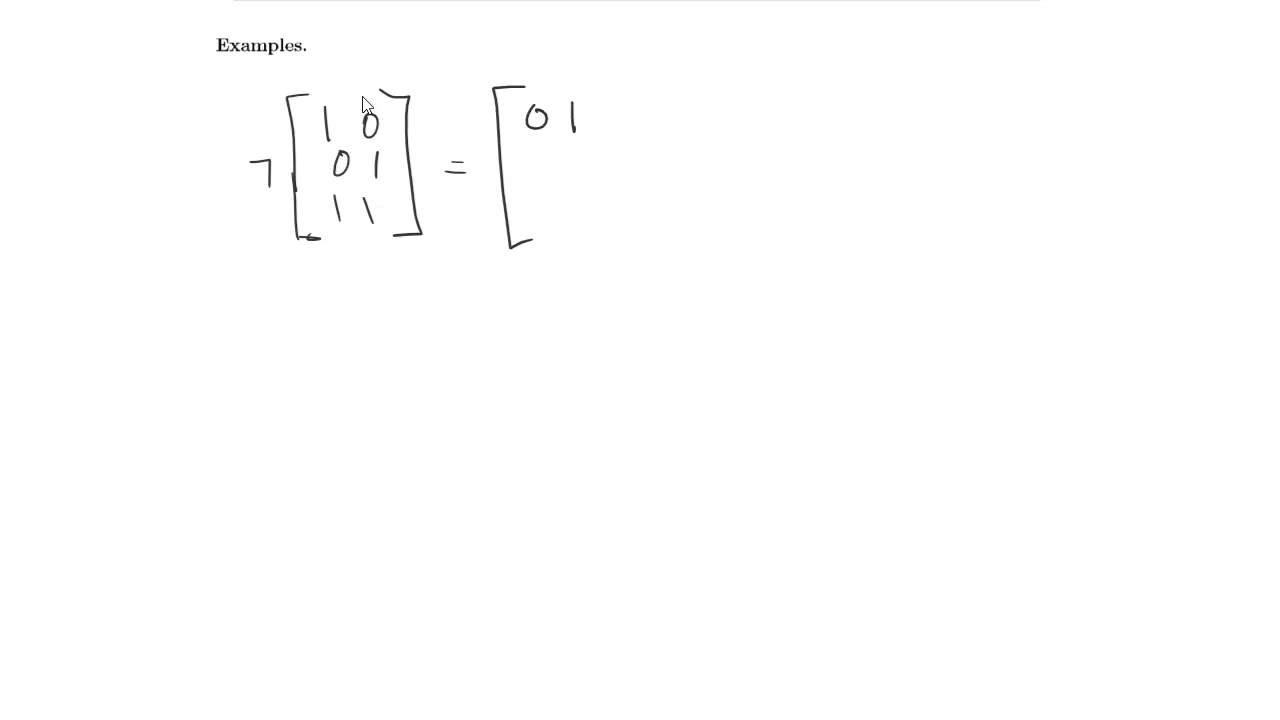 Examples.
¬ [ 1 0 ] = [ 0 1
0 1
1 1